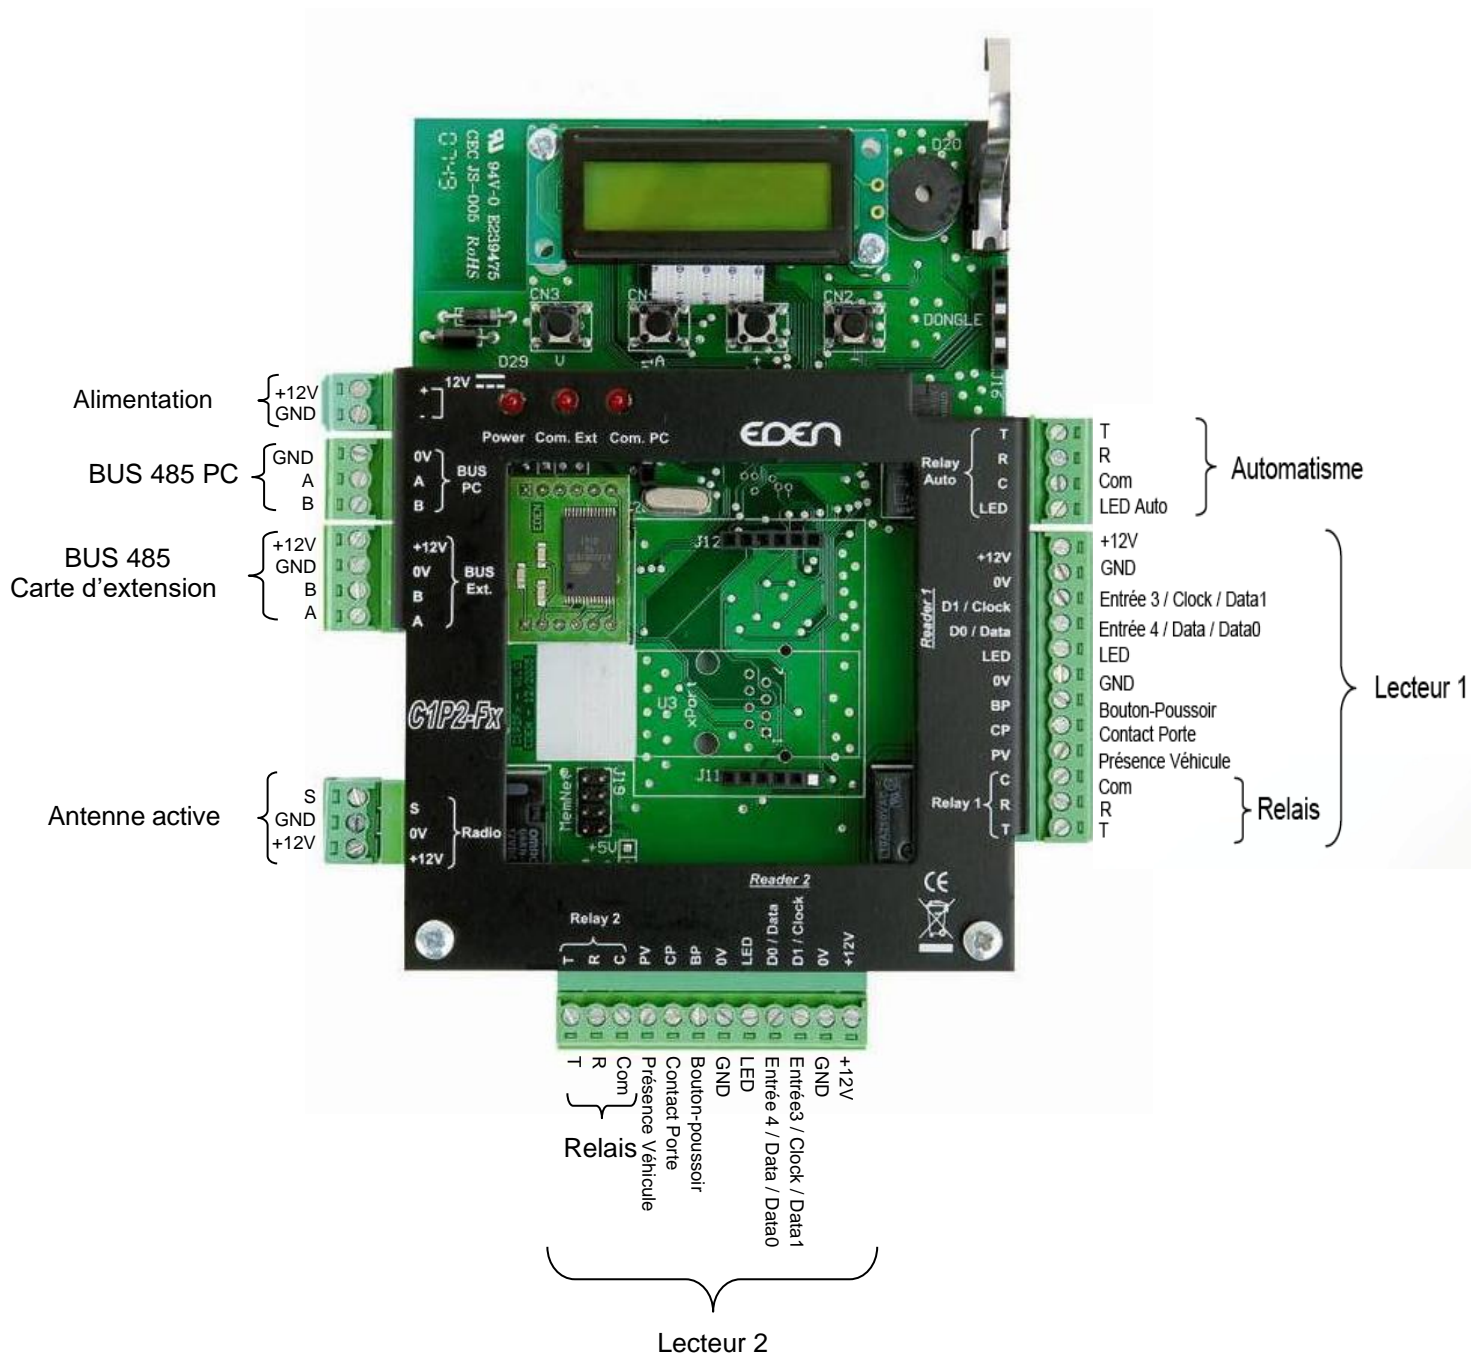 0749
94V-0 E239475
CEC JS-006 RoHS
D20
CN3
CN2
DONGLE
D29
V
A
+
J16
Alimentation
+12V
GND
+
-
12V
Power Com. Ext Com. PC
EDEN
BUS 485 PC
GND
A
B
0V
A
B
BUS
PC
BUS 485
Carte d'extension
+12V
GND
B
A
+12V
0V
B
A
BUS
Ext.
EDEN
J12
C1P2-Fx
U3
xPort
J11
MemNet
J19
+5V
Antenne active
S
GND
+12V
S
0V
+12V
Radio
Relay
Auto
T
R
C
LED
T
R
Com
LED Auto
Automatisme
Reader 1
+12V
0V
D1 / Clock
D0 / Data
LED
0V
BP
CP
PV
Relay 1
C
R
T
+12V
GND
Entrée 3 / Clock / Data1
Entrée 4 / Data / Data0
LED
GND
Bouton-Poussoir
Contact Porte
Présence Véhicule
Com
R
T
Relais
Lecteur 1
Reader 2
Relay 2
T
R
C
PV
CP
BP
0V
LED
D0 / Data
D1 / Clock
0V
+12V
CE
T
R
Com
Présence Véhicule
Contact Porte
Bouton-poussoir
GND
LED
Entrée 4 / Data / Data0
Entrée3 / Clock / Data1
GND
+12V
Relais
Lecteur 2